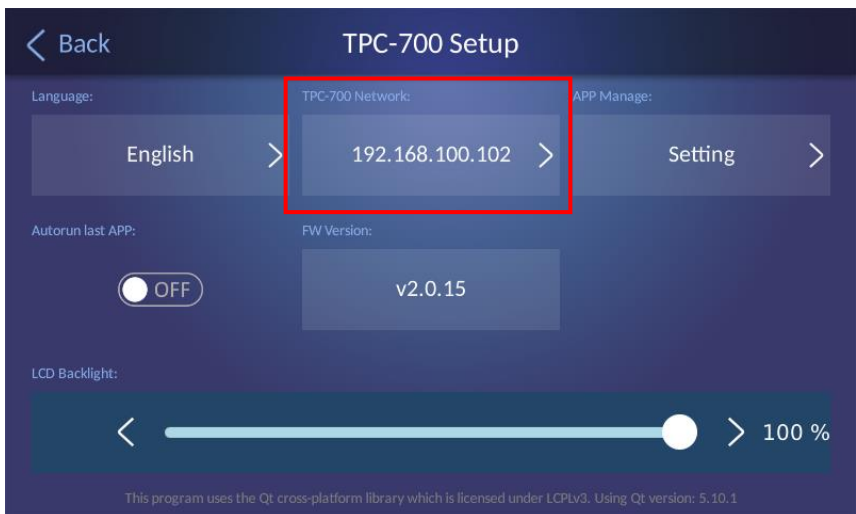 Back
TPC-700 Setup
Language:
TPC-700 Network:
APP Manage:
English
192.168.100.102
Setting
Autorun last APP:
FW Version:
OFF
v2.0.15
LCD Backlight:
100 %
This program uses the Qt cross-platform library which is licensed under LCPLv3. Using Qt version: 5.10.1